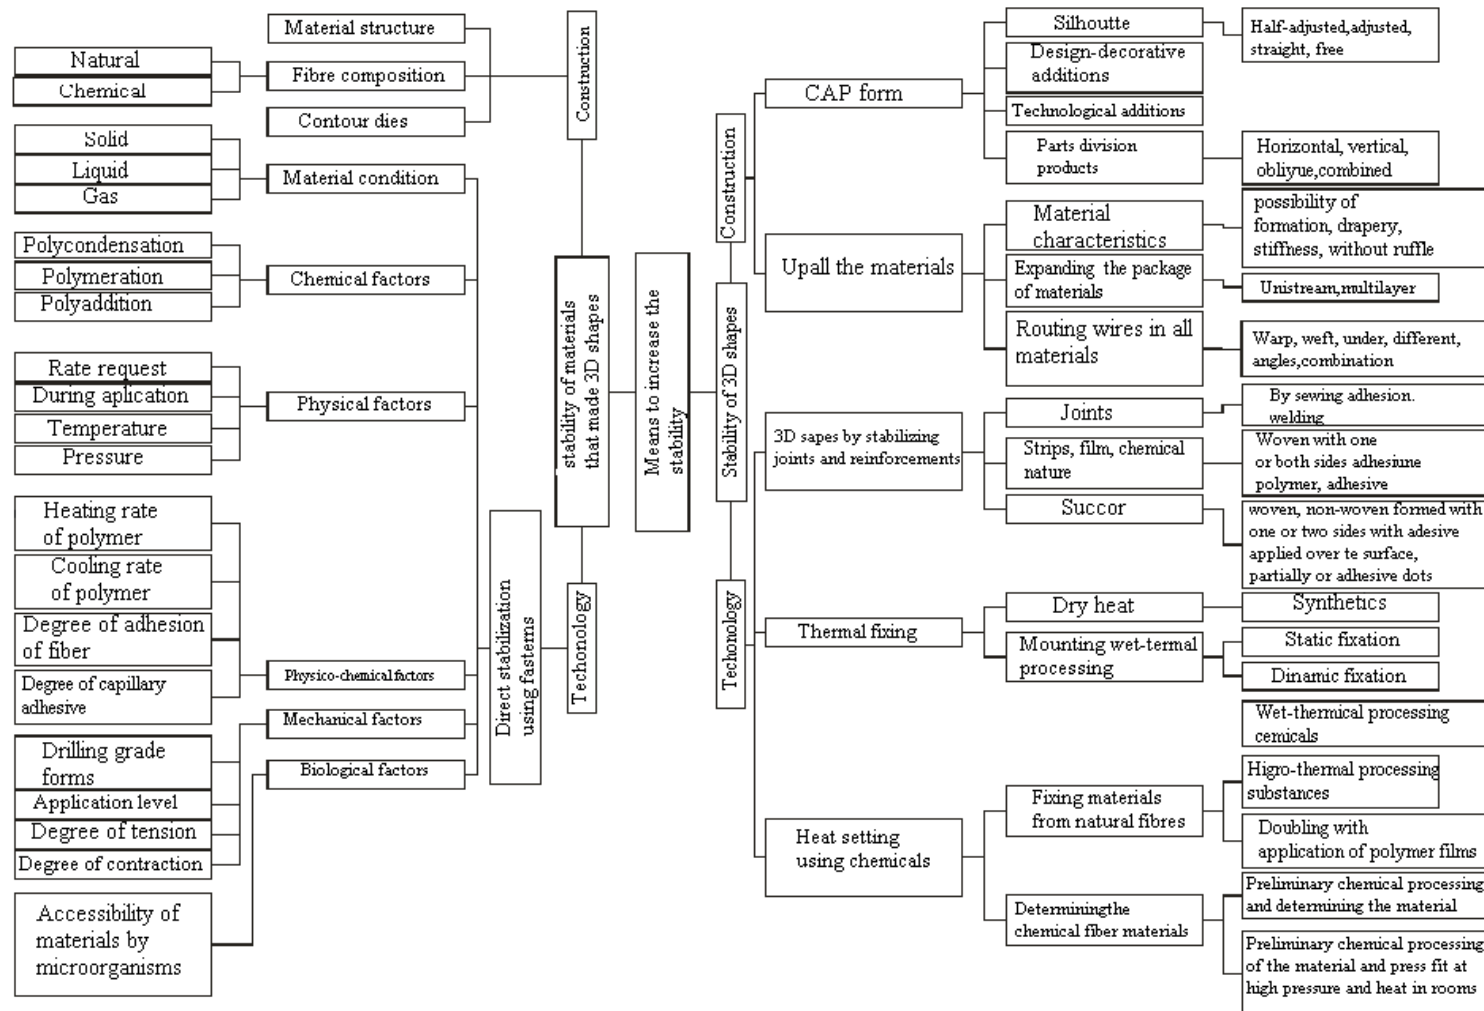 Material structure
Natural
Fibre composition
Chemical
Contour dies
Construction
Solid
Liquid
Gas
Material condition
Polycondensation
Polymeration
Polyaddition
Chemical factors
Rate request
During aplication
Temperature
Pressure
Physical factors
Heating rate
of polymer
Cooling rate
of polymer
Degree of adhesion
of fiber
Degree of capillary
adhesive
Physico-chemical factors
Mechanical factors
Drilling grade
forms
Application level
Degree of tension
Degree of contraction
Biological factors
Accessibility of
materials by
microorganisms
Direct stabilization
using fasterns
Techonology
stability of materials
that made 3D shapes
Means to increase the
stability
Stability of 3D shapes
Construction
Techonology
CAP form
Silhoutte
Half-adjusted,adjusted,
straight, free
Design-decorative
additions
Technological additions
Parts division
products
Horizontal, vertical,
obliyue,combined
Upall the materials
Material
characteristics
possibility of
formation, drapery,
stiffness, without ruffle
Expanding the package
of materials
Unistream,multilayer
Routing wires in all
materials
Warp, weft, under, different,
angles,combination
3D sapes by stabilizing
joints and reinforcements
Joints
By sewing adhesion.
welding
Strips, film, chemical
nature
Woven with one
or both sides adhesiune
polymer, adhesive
Succor
woven, non-woven formed with
one or two sides with adesive
applied over te surface,
partially or adhesive dots
Thermal fixing
Dry heat
Synthetics
Mounting wet-termal
processing
Static fixation
Dinamic fixation
Wet-thermical processing
cemicals
Heat setting
using chemicals
Fixing materials
from natural fibres
Higro-thermal processing
substances
Doubling with
application of polymer films
Determiningthe
chemical fiber materials
Preliminary chemical processing
and determining the material
Preliminary chemical processing
of the material and press fit at
high pressure and heat in rooms